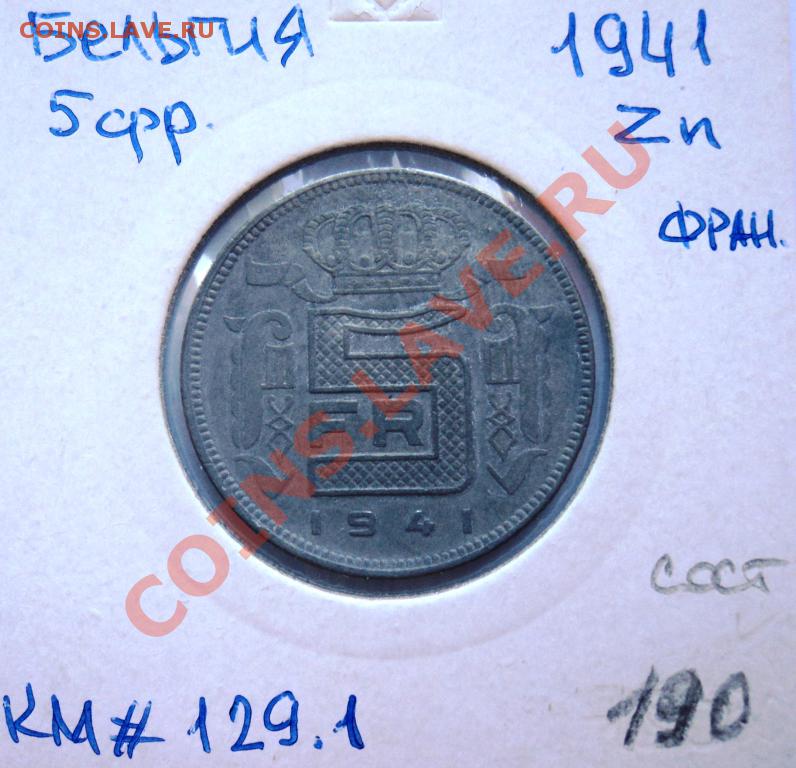 COINS.LAVE.RU
Бельгия 1941
5 фр. Zn
ФРАН.
5
FR
1941
COINS.LAVE.RU
сост
КМ# 129.1 190